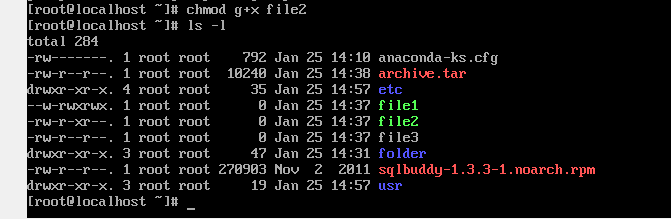 [root@localhost ~]# chmod g+x file2
[root@localhost ~]# ls -l
total 284
-rw-------. 1 root root    792 Jan 25 14:10 anaconda-ks.cfg
-rw-r--r--. 1 root root  10240 Jan 25 14:38 archive.tar
drwxr-xr-x. 4 root root     35 Jan 25 14:57 etc
--w-rwxrwx. 1 root root      0 Jan 25 14:37 file1
-rw-r-xr--. 1 root root      0 Jan 25 14:37 file2
-rw-r--r--. 1 root root      0 Jan 25 14:37 file3
drwxr-xr-x. 3 root root     47 Jan 25 14:31 folder
-rw-r--r--. 1 root root 270903 Nov  2  2011 sqlbuddy-1.3.3-1.noarch.rpm
drwxr-xr-x. 3 root root     19 Jan 25 14:57 usr
[root@localhost ~]# _